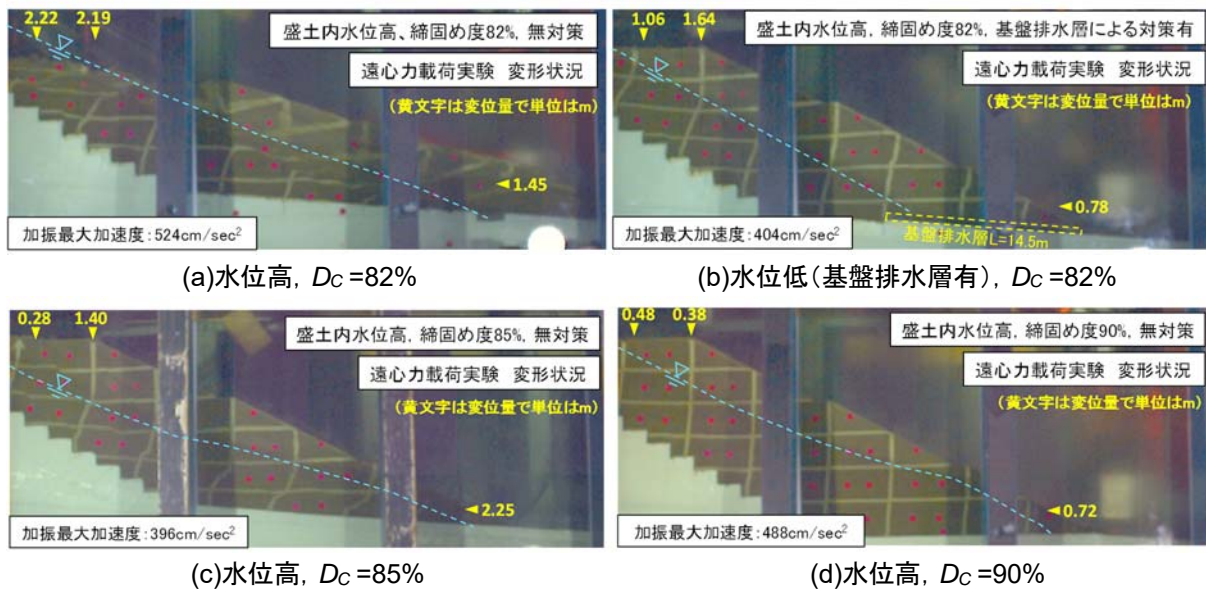 2.22 2.19
盛土内水位高、締固め度82%, 無対策
遠心力載荷実験 変形状況
(黄文字は変位量で単位はm)
1.45
加振最大加速度:524cm/sec²
(a)水位高, DC =82%
1.06 1.64
盛土内水位高, 締固め度82%, 基盤排水層による対策有
遠心力載荷実験 変形状況
(黄文字は変位量で単位はm)
0.78
基盤排水層L=14.5m
加振最大加速度:404cm/sec²
(b)水位低(基盤排水層有), DC =82%
0.28 1.40
盛土内水位高, 締固め度85%, 無対策
遠心力載荷実験 変形状況
(黄文字は変位量で単位はm)
2.25
加振最大加速度:396cm/sec²
(c)水位高, DC =85%
0.48 0.38
盛土内水位高, 締固め度90%, 無対策
遠心力載荷実験 変形状況
(黄文字は変位量で単位はm)
0.72
加振最大加速度:488cm/sec²
(d)水位高, DC =90%